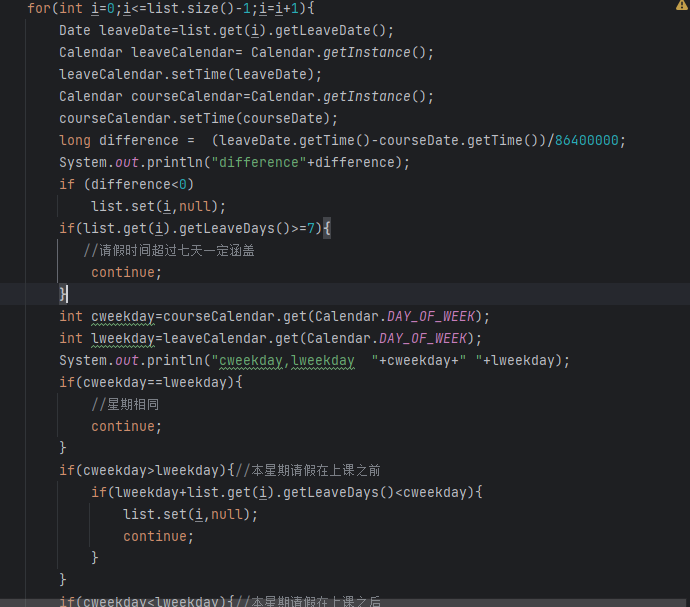 for(int i=0;i<=list.size()-1;i=i+1){
Date leaveDate=list.get(i).getLeaveDate();
Calendar leaveCalendar= Calendar.getInstance();
leaveCalendar.setTime(leaveDate);
Calendar courseCalendar=Calendar.getInstance();
courseCalendar.setTime(courseDate);
long difference =  (leaveDate.getTime()-courseDate.getTime())/86400000;
System.out.println("difference"+difference);
if (difference<0)
list.set(i,null);
if(list.get(i).getLeaveDays()>=7){
//请假时间超过七天一定涵盖
continue;
}
int cweekday=courseCalendar.get(Calendar.DAY_OF_WEEK);
int lweekday=leaveCalendar.get(Calendar.DAY_OF_WEEK);
System.out.println("cweekday,lweekday  "+cweekday+" "+lweekday);
if(cweekday==lweekday){
//星期相同
continue;
}
if(cweekday>lweekday){//本星期请假在上课之前
if(lweekday+list.get(i).getLeaveDays()<cweekday){
list.set(i,null);
continue;
}
}
if(cweekday<lweekday){//本星期请假在上课之后